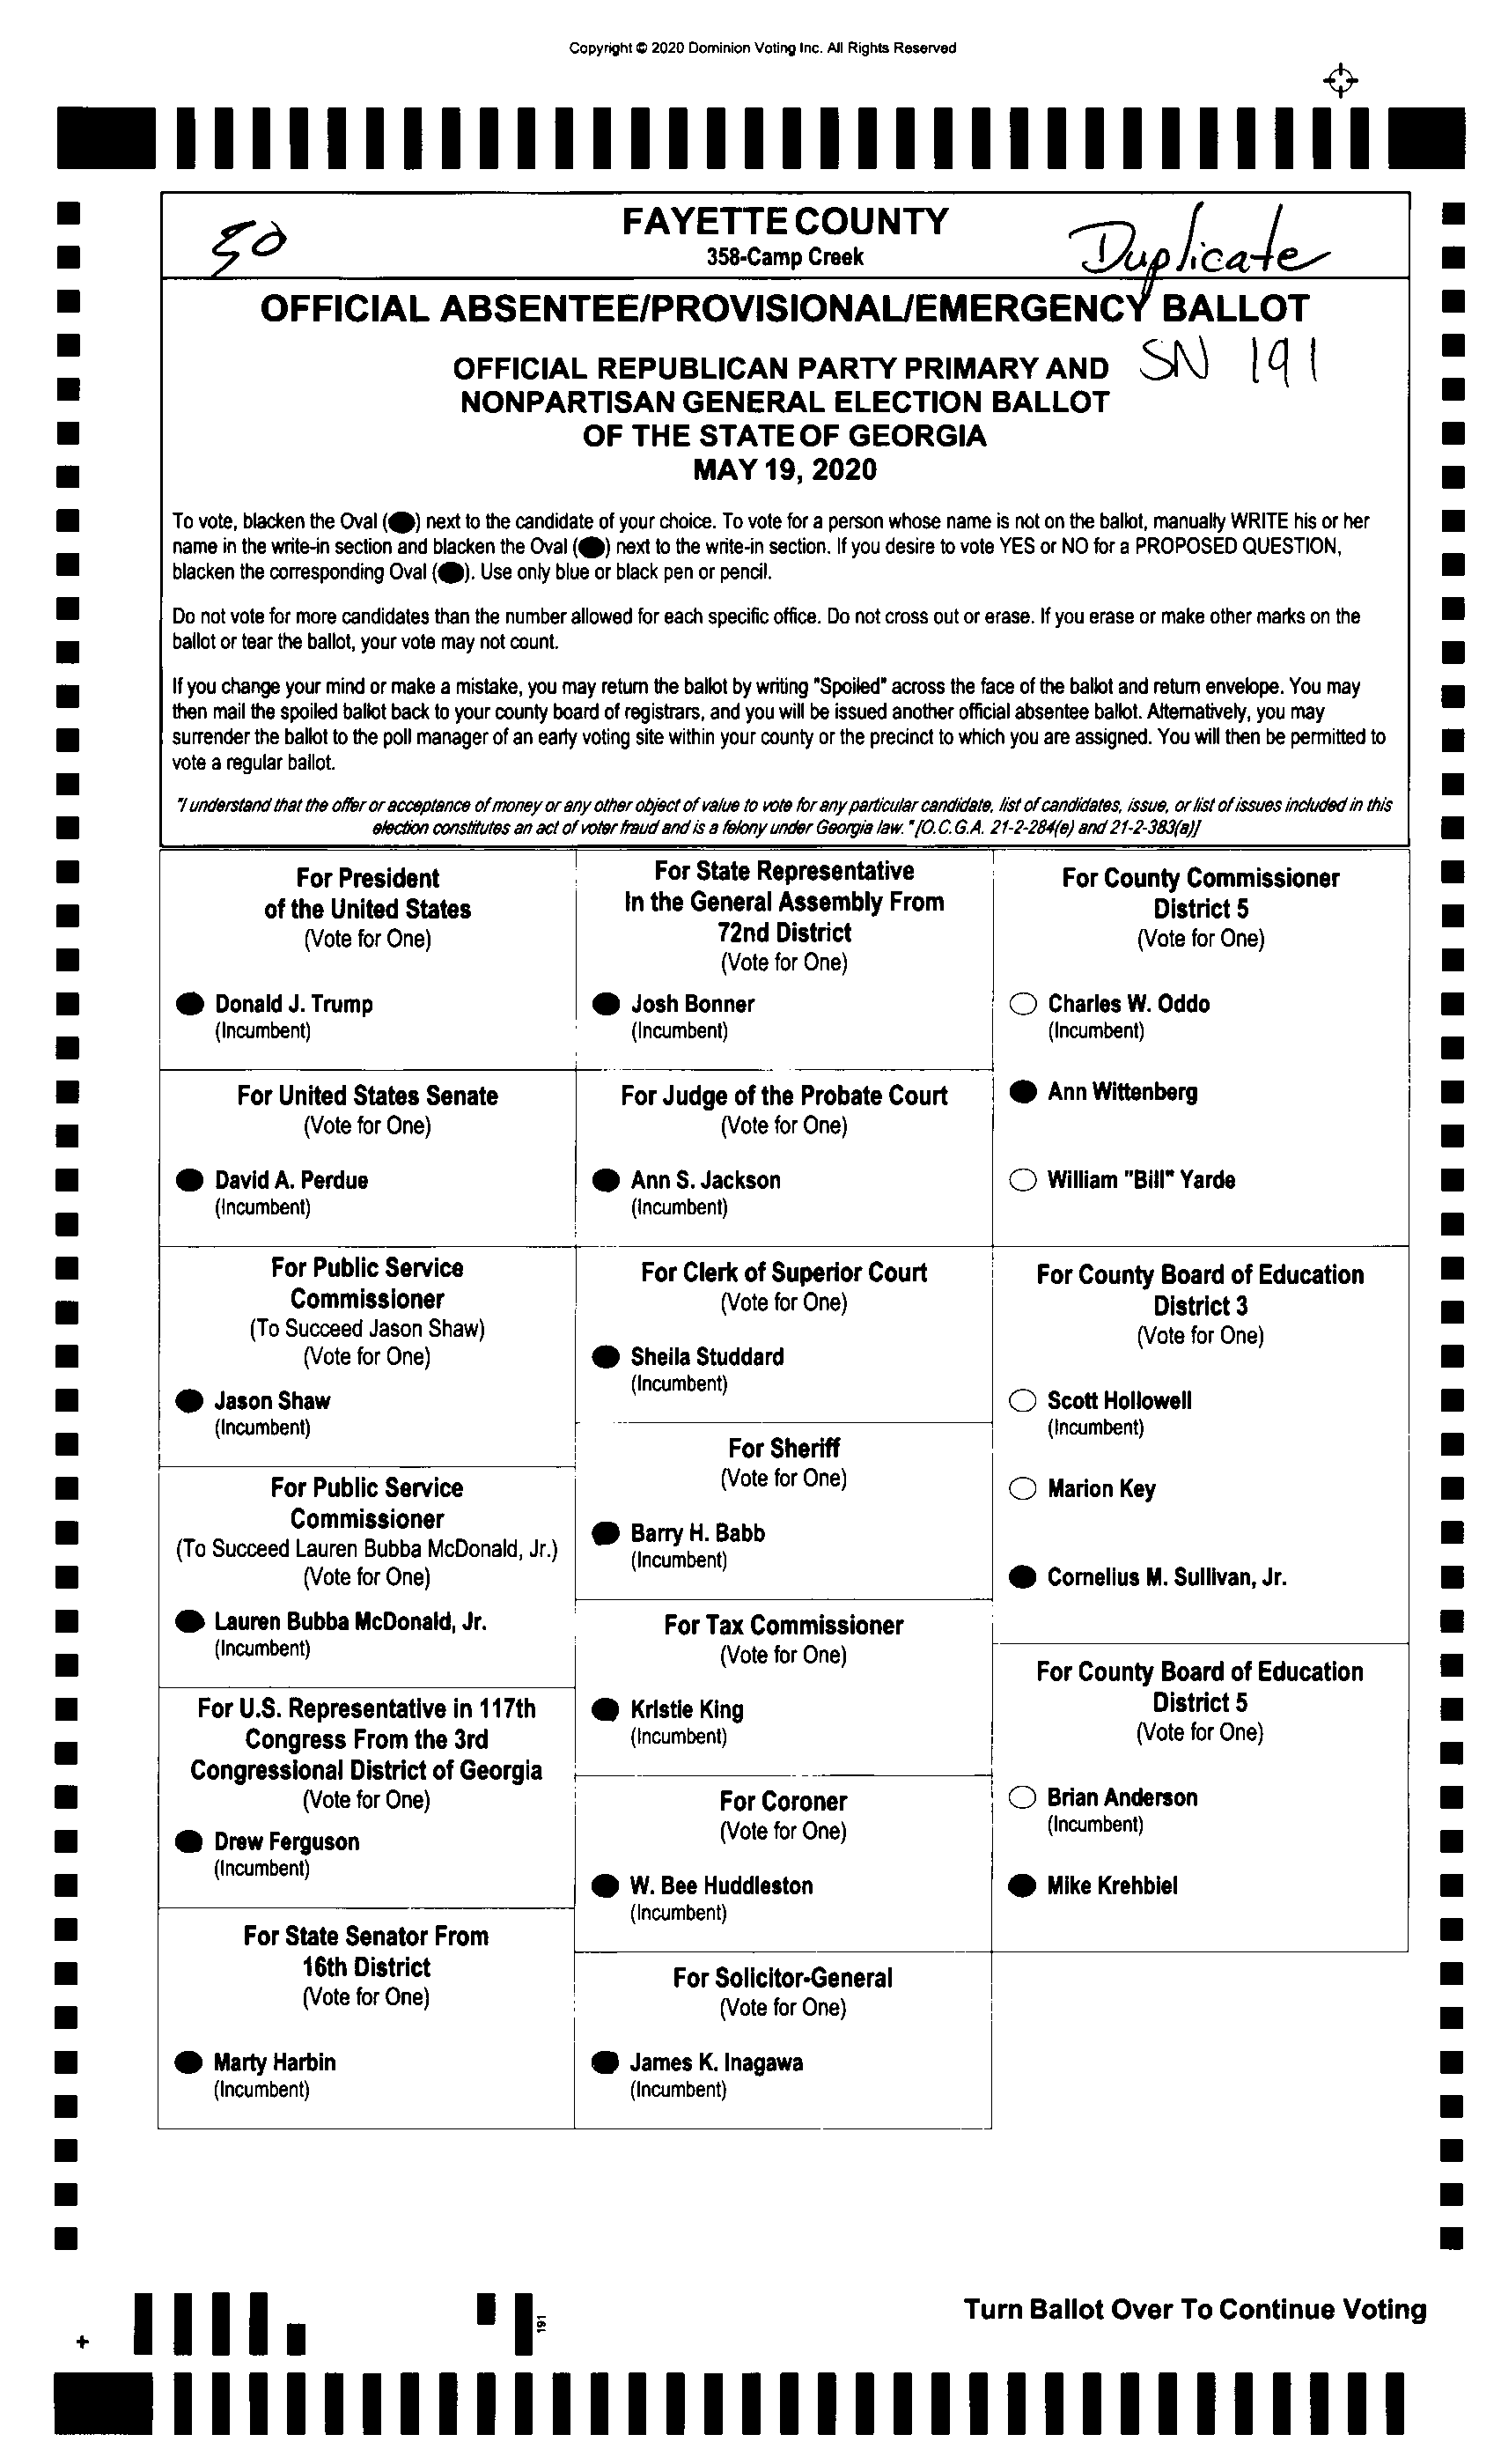 Copyright © 2020 Dominion Voting Inc. All Rights Reserved
50
FAYETTE COUNTY
358-Camp Creek
Duplicate
OFFICIAL ABSENTEE/PROVISIONAL/EMERGENCY BALLOT
SN 191
OFFICIAL REPUBLICAN PARTY PRIMARY AND
NONPARTISAN GENERAL ELECTION BALLOT
OF THE STATE OF GEORGIA
MAY 19, 2020
To vote, blacken the Oval (⬬) next to the candidate of your choice. To vote for a person whose name is not on the ballot, manually WRITE his or her
name in the write-in section and blacken the Oval (⬬) next to the write-in section. If you desire to vote YES or NO for a PROPOSED QUESTION,
blacken the corresponding Oval (⬬). Use only blue or black pen or pencil.
Do not vote for more candidates than the number allowed for each specific office. Do not cross out or erase. If you erase or make other marks on the
ballot or tear the ballot, your vote may not count.
If you change your mind or make a mistake, you may return the ballot by writing "Spoiled" across the face of the ballot and return envelope. You may
then mail the spoiled ballot back to your county board of registrars, and you will be issued another official absentee ballot. Alternatively, you may
surrender the ballot to the poll manager of an early voting site within your county or the precinct to which you are assigned. You will then be permitted to
vote a regular ballot.
"I understand that the offer or acceptance of money or any other object of value to vote for any particular candidate, list of candidates, issue, or list of issues included in this
election constitutes an act of voter fraud and is a felony under Georgia law." [O.C.G.A. 21-2-284(e) and 21-2-383(a)]
For President
of the United States
(Vote for One)
Donald J. Trump
(Incumbent)
For United States Senate
(Vote for One)
David A. Perdue
(Incumbent)
For Public Service
Commissioner
(To Succeed Jason Shaw)
(Vote for One)
Jason Shaw
(Incumbent)
For Public Service
Commissioner
(To Succeed Lauren Bubba McDonald, Jr.)
(Vote for One)
Lauren Bubba McDonald, Jr.
(Incumbent)
For U.S. Representative in 117th
Congress From the 3rd
Congressional District of Georgia
(Vote for One)
Drew Ferguson
(Incumbent)
For State Senator From
16th District
(Vote for One)
Marty Harbin
(Incumbent)
For State Representative
In the General Assembly From
72nd District
(Vote for One)
Josh Bonner
(Incumbent)
For Judge of the Probate Court
(Vote for One)
Ann S. Jackson
(Incumbent)
For Clerk of Superior Court
(Vote for One)
Sheila Studdard
(Incumbent)
For Sheriff
(Vote for One)
Barry H. Babb
(Incumbent)
For Tax Commissioner
(Vote for One)
Kristie King
(Incumbent)
For Coroner
(Vote for One)
W. Bee Huddleston
(Incumbent)
For Solicitor-General
(Vote for One)
James K. Inagawa
(Incumbent)
For County Commissioner
District 5
(Vote for One)
Charles W. Oddo
(Incumbent)
Ann Wittenberg
William "Bill" Yarde
For County Board of Education
District 3
(Vote for One)
Scott Hollowell
(Incumbent)
Marion Key
Cornelius M. Sullivan, Jr.
For County Board of Education
District 5
(Vote for One)
Brian Anderson
(Incumbent)
Mike Krehbiel
191
Turn Ballot Over To Continue Voting